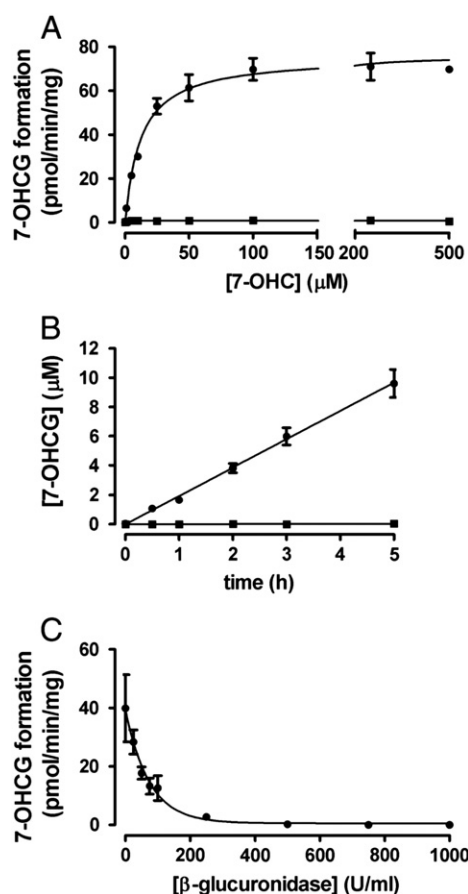 A
7-OHCG formation
(pmol/min/mg)
80
60
40
20
0
0 50 100 150 200 500
[7-OHC] (μM)
B
[7-OHCG] (μM)
12
10
8
6
4
2
0
0 1 2 3 4 5
time (h)
C
7-OHCG formation
(pmol/min/mg)
60
40
20
0
0 200 400 600 800 1000
[β-glucuronidase] (U/ml)